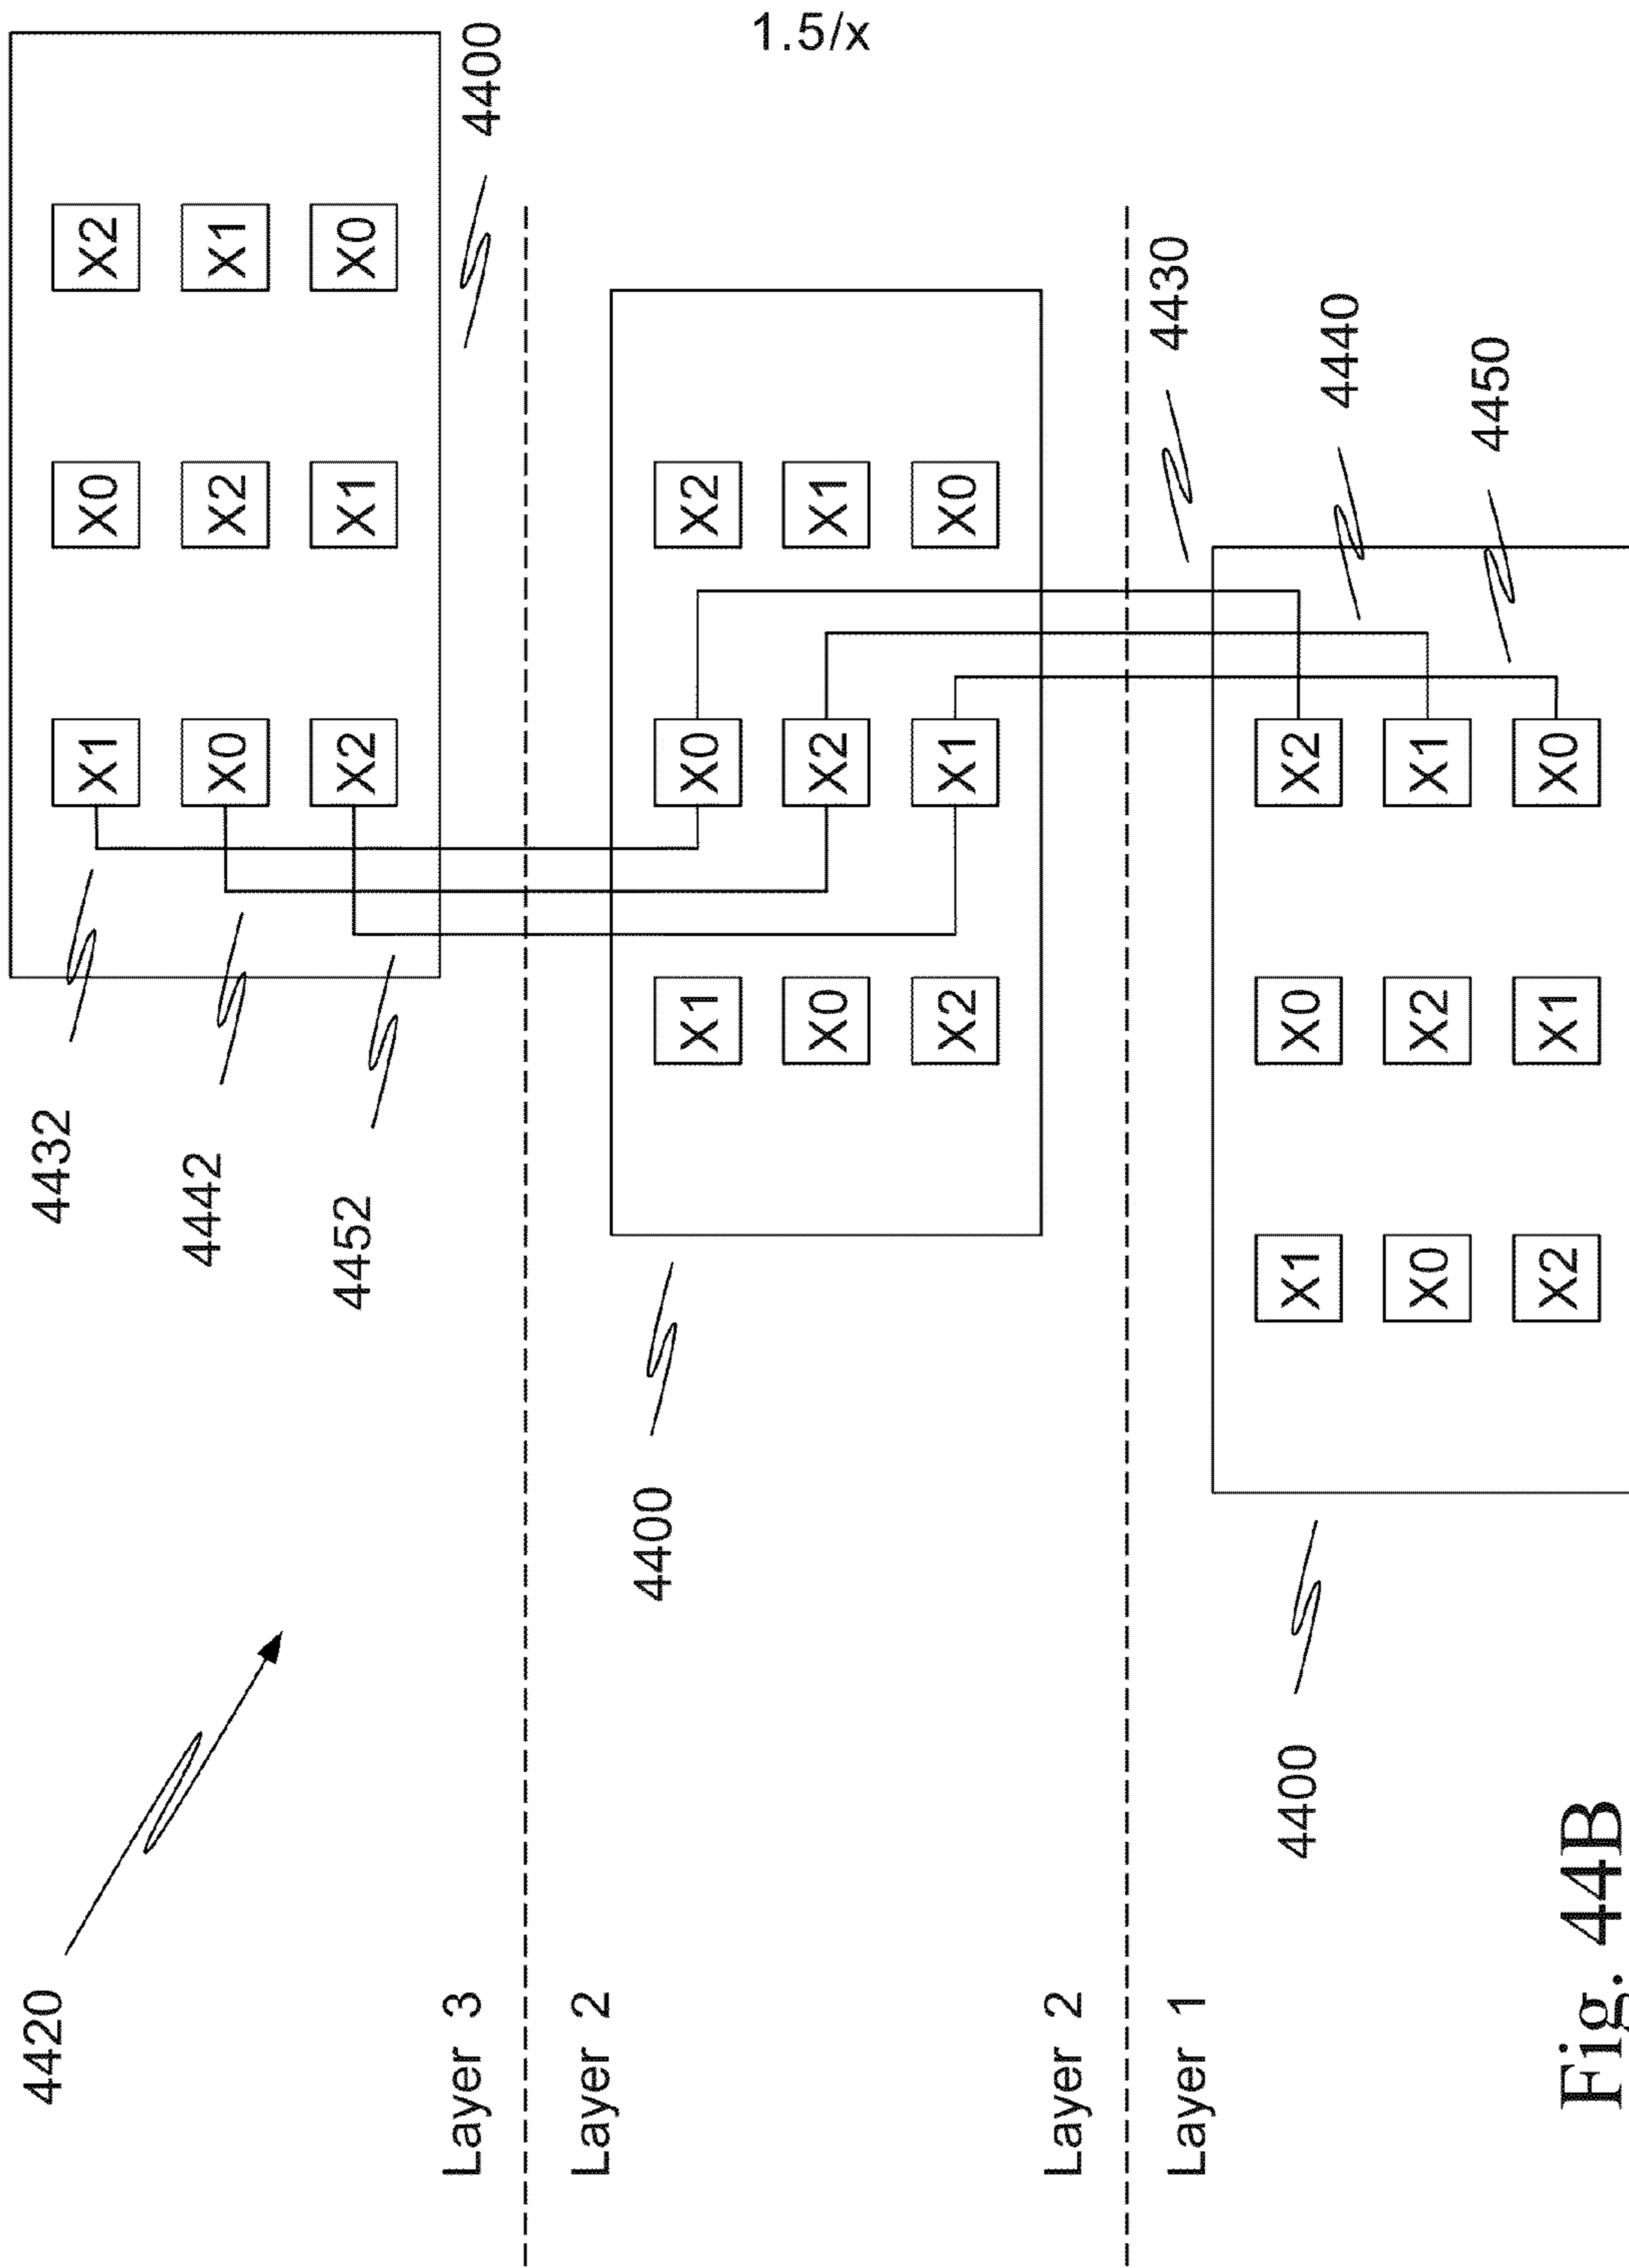 4420
4432
X1 X0 X2
4442
X0 X2 X1
4452
X2 X1 X0
Layer 3
4400
Layer 2
4400
X1 X0 X2
X0 X2 X1
X2 X1 X0
1.5/x
Layer 2
Layer 1
4430
4400
X1 X0 X2
4440
X0 X2 X1
4450
X2 X1 X0
Fig. 44B